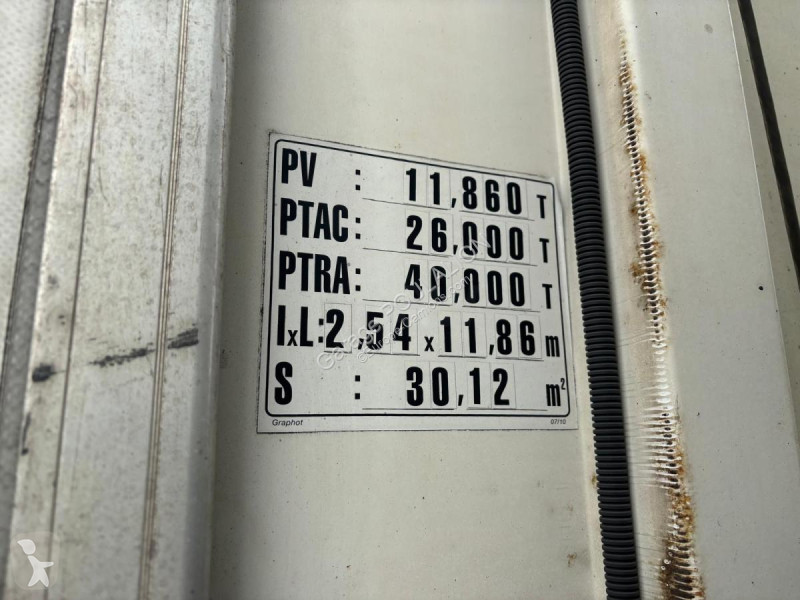 PV : 11,860 T
PTAC: 26,000 T
PTRA: 40,000 T
lxL:2,54 x 11,86 m
S : 30,12 m²
Graphot 07/10